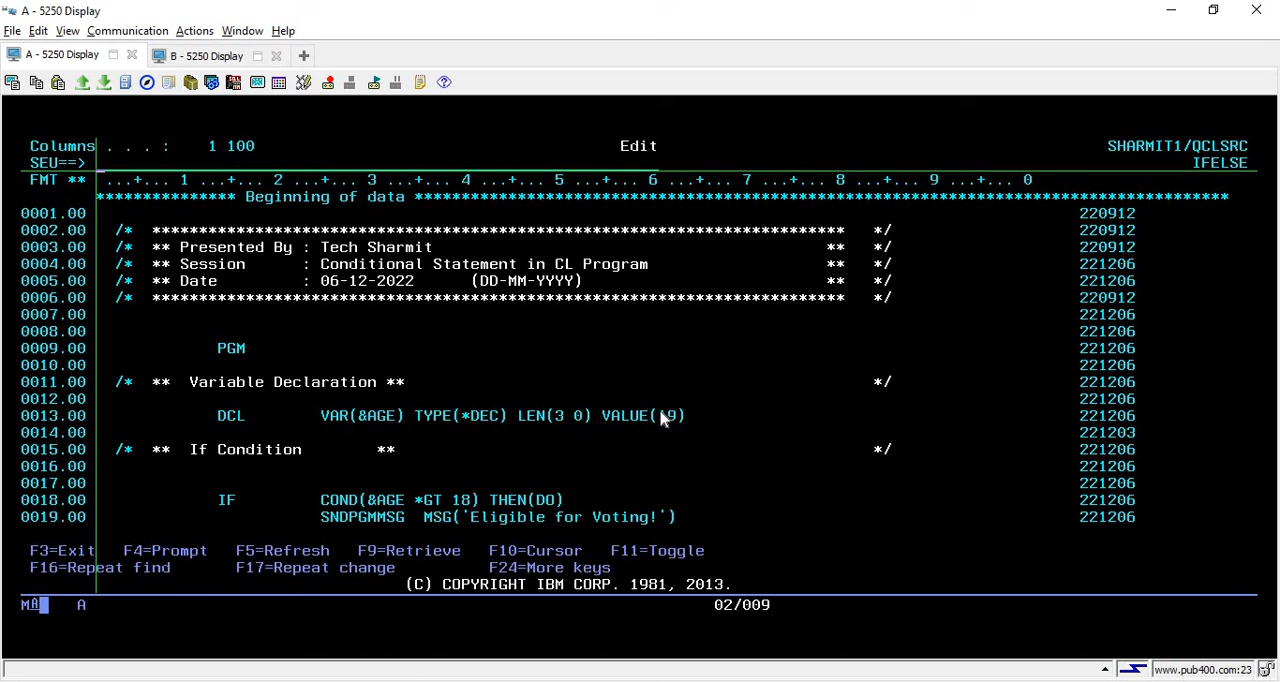 A - 5250 Display
File Edit View Communication Actions Window Help
A - 5250 Display B - 5250 Display
Columns . . . : 1 100 Edit SHARMIT1/QCLSRC
SEU==> IFELSE
FMT ** ...+... 1 ...+... 2 ...+... 3 ...+... 4 ...+... 5 ...+... 6 ...+... 7 ...+... 8 ...+... 9 ...+... 0
*************** Beginning of data ***************************************************************************************
0001.00 220912
0002.00 /* ************************************************************************** */ 220912
0003.00 /* ** Presented By : Tech Sharmit ** */ 220912
0004.00 /* ** Session : Conditional Statement in CL Program ** */ 221206
0005.00 /* ** Date : 06-12-2022 (DD-MM-YYYY) ** */ 221206
0006.00 /* ************************************************************************** */ 220912
0007.00 221206
0008.00 221206
0009.00 PGM 221206
0010.00 221206
0011.00 /* ** Variable Declaration ** */ 221206
0012.00 221206
0013.00 DCL VAR(&AGE) TYPE(*DEC) LEN(3 0) VALUE( 9) 221206
0014.00 221203
0015.00 /* ** If Condition ** */ 221206
0016.00 221206
0017.00 221206
0018.00 IF COND(&AGE *GT 18) THEN(DO) 221206
0019.00 SNDPGMMSG MSG('Eligible for Voting!') 221206
F3=Exit F4=Prompt F5=Refresh F9=Retrieve F10=Cursor F11=Toggle
F16=Repeat find F17=Repeat change F24=More keys
(C) COPYRIGHT IBM CORP. 1981, 2013.
MA A 02/009
www.pub400.com:23